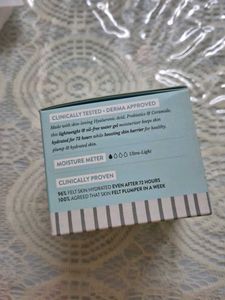 CLINICALLY TESTED • DERMA APPROVED
Made with skin-loving Hyaluronic Acid, Probiotics & Ceramide,
this lightweight & oil-free water gel moisturizer keeps skin
hydrated for 72 hours while boosting skin barrier for healthy,
plump & hydrated skin.
MOISTURE METER Ultra-Light
CLINICALLY PROVEN
96% FELT SKIN HYDRATED EVEN AFTER 72 HOURS
100% AGREED THAT SKIN FELT PLUMPER IN A WEEK